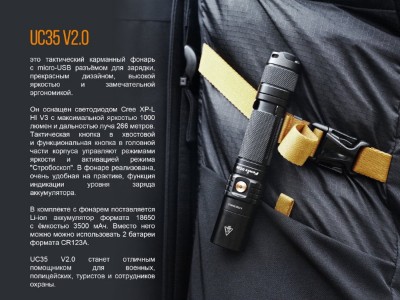 UC35 V2.0
это тактический карманный фонарь
с micro-USB разъёмом для зарядки,
прекрасным дизайном, высокой
яркостью и замечательной
эргономикой.
Он оснащен светодиодом Cree XP-L
HI V3 с максимальной яркостью 1000
люмен и дальностью луча 266 метров.
Тактическая кнопка в хвостовой
и функциональная кнопка в головной
части корпуса управляют режимами
яркости и активацией режима
"Стробоскоп". В фонаре реализована,
очень удобная на практике, функция
индикации уровня заряда
аккумулятора.
В комплекте с фонарем поставляется
Li-ion аккумулятор формата 18650
с ёмкостью 3500 мАч. Вместо него
можно можно использовать 2 батареи
формата CR123A.
UC35 V2.0 станет отличным
помощником для военных,
полицейских, туристов и сотрудников
охраны.